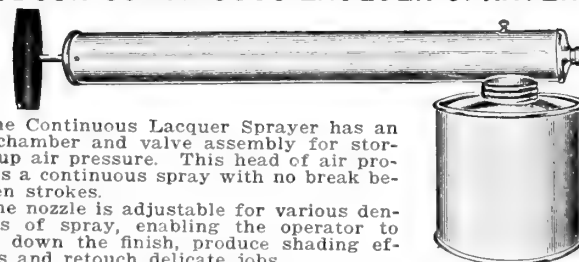 ne Continuous Lacquer Sprayer has an
chamber and valve assembly for stor-
up air pressure. This head of air pro-
s a continuous spray with no break be-
en strokes.
ne nozzle is adjustable for various den-
s of spray, enabling the operator to
down the finish, produce shading ef-
s and retouch delicate jobs.